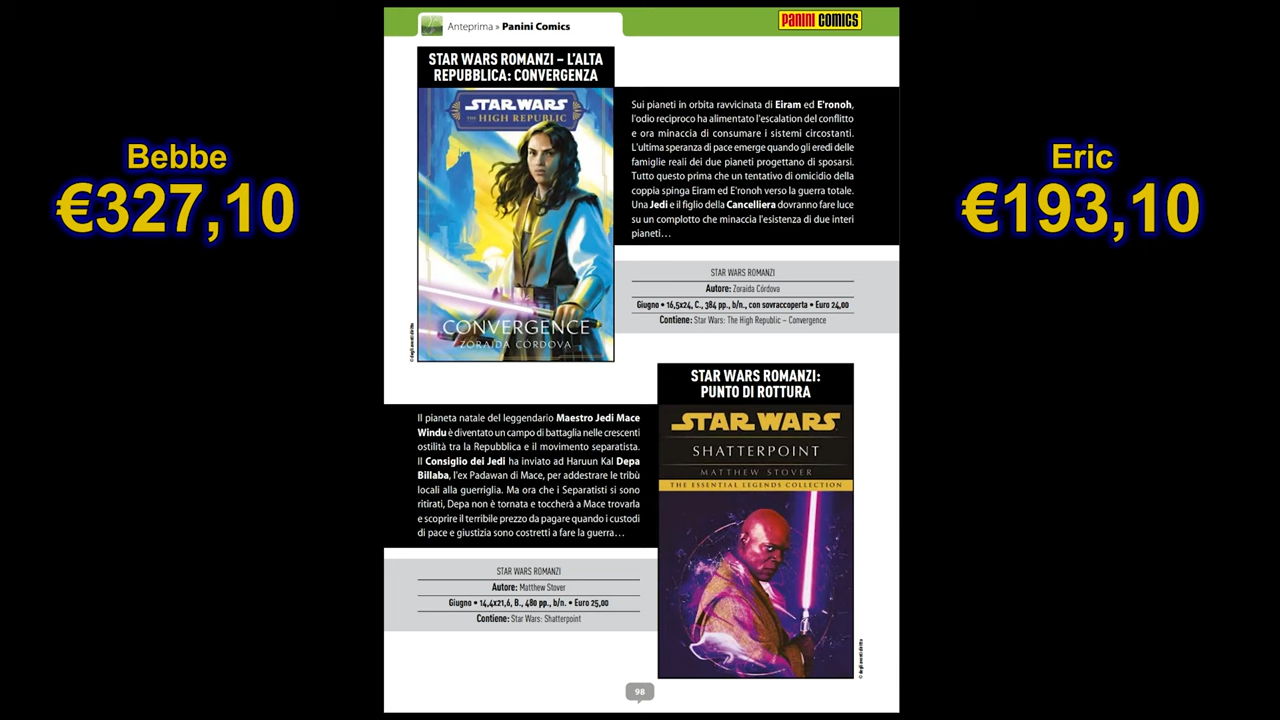 Anteprima » Panini Comics
PANINI COMICS
STAR WARS ROMANZI – L'ALTA
REPUBBLICA: CONVERGENZA
STAR WARS
THE HIGH REPUBLIC
CONVERGENCE
ZORAIDA CÓRDOVA
Sui pianeti in orbita ravvicinata di Eiram ed E'ronoh,
l'odio reciproco ha alimentato l'escalation del conflitto
e ora minaccia di consumare i sistemi circostanti.
L'ultima speranza di pace emerge quando gli eredi delle
famiglie reali dei due pianeti progettano di sposarsi.
Tutto questo prima che un tentativo di omicidio della
coppia spinga Eiram ed E'ronoh verso la guerra totale.
Una Jedi e il figlio della Cancelliera dovranno fare luce
su un complotto che minaccia l'esistenza di due interi
pianeti…
STAR WARS ROMANZI
Autore: Zoraida Córdova
Giugno • 16,5x24, C., 384 pp., b/n., con sovraccoperta • Euro 24,00
Contiene: Star Wars: The High Republic – Convergence
© degli aventi diritto
Bebbe
€327,10
Eric
€193,10
STAR WARS ROMANZI:
PUNTO DI ROTTURA
STAR WARS
SHATTERPOINT
MATTHEW STOVER
THE ESSENTIAL LEGENDS COLLECTION
Il pianeta natale del leggendario Maestro Jedi Mace
Windu è diventato un campo di battaglia nelle crescenti
ostilità tra la Repubblica e il movimento separatista.
Il Consiglio dei Jedi ha inviato ad Haruun Kal Depa
Billaba, l'ex Padawan di Mace, per addestrare le tribù
locali alla guerriglia. Ma ora che i Separatisti si sono
ritirati, Depa non è tornata e toccherà a Mace trovarla
e scoprire il terribile prezzo da pagare quando i custodi
di pace e giustizia sono costretti a fare la guerra…
STAR WARS ROMANZI
Autore: Matthew Stover
Giugno • 14,4x21,6, B., 480 pp., b/n. • Euro 25,00
Contiene: Star Wars: Shatterpoint
© degli aventi diritto
98